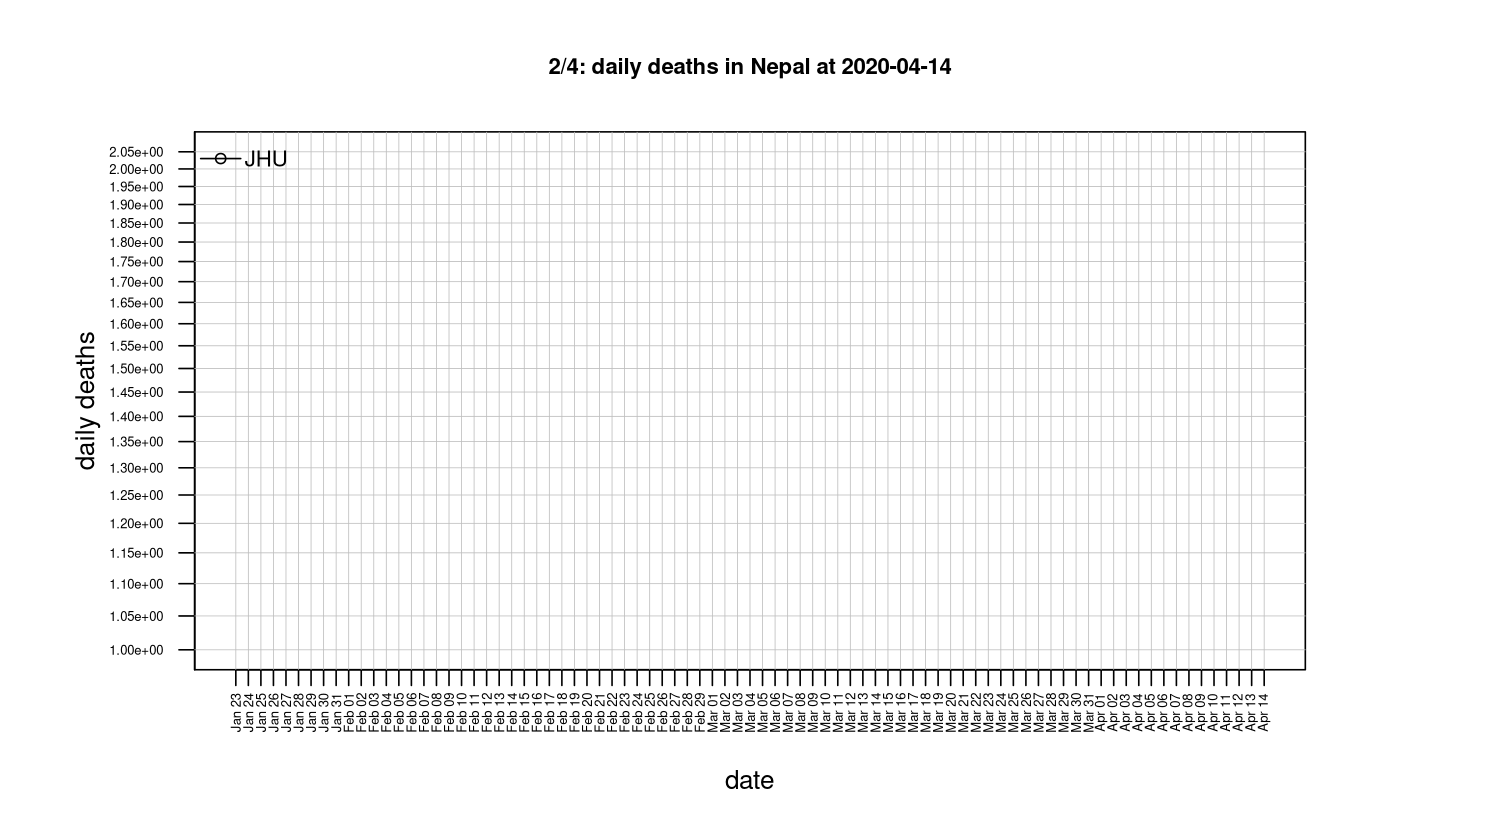 2/4: daily deaths in Nepal at 2020-04-14
JHU
daily deaths
2.05e+00
2.00e+00
1.95e+00
1.90e+00
1.85e+00
1.80e+00
1.75e+00
1.70e+00
1.65e+00
1.60e+00
1.55e+00
1.50e+00
1.45e+00
1.40e+00
1.35e+00
1.30e+00
1.25e+00
1.20e+00
1.15e+00
1.10e+00
1.05e+00
1.00e+00
Jan 23
Jan 24
Jan 25
Jan 26
Jan 27
Jan 28
Jan 29
Jan 30
Jan 31
Feb 01
Feb 02
Feb 03
Feb 04
Feb 05
Feb 06
Feb 07
Feb 08
Feb 09
Feb 10
Feb 11
Feb 12
Feb 13
Feb 14
Feb 15
Feb 16
Feb 17
Feb 18
Feb 19
Feb 20
Feb 21
Feb 22
Feb 23
Feb 24
Feb 25
Feb 26
Feb 27
Feb 28
Feb 29
Mar 01
Mar 02
Mar 03
Mar 04
Mar 05
Mar 06
Mar 07
Mar 08
Mar 09
Mar 10
Mar 11
Mar 12
Mar 13
Mar 14
Mar 15
Mar 16
Mar 17
Mar 18
Mar 19
Mar 20
Mar 21
Mar 22
Mar 23
Mar 24
Mar 25
Mar 26
Mar 27
Mar 28
Mar 29
Mar 30
Mar 31
Apr 01
Apr 02
Apr 03
Apr 04
Apr 05
Apr 06
Apr 07
Apr 08
Apr 09
Apr 10
Apr 11
Apr 12
Apr 13
Apr 14
date